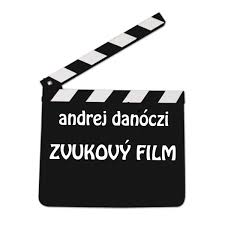 andrej danóczi
ZVUKOVÝ FILM